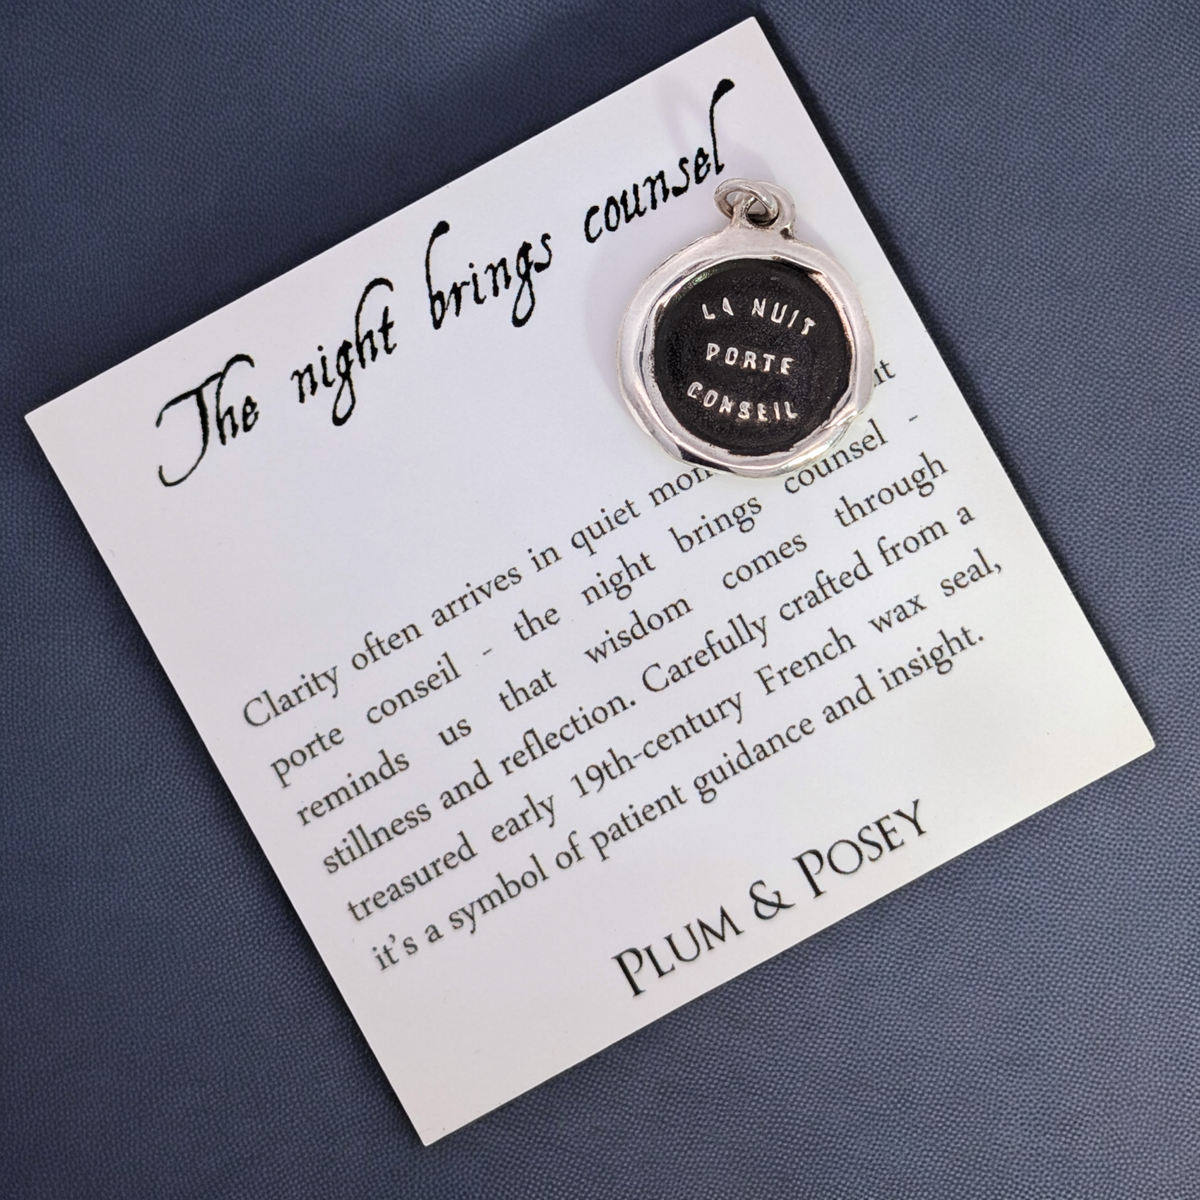 The night brings counsel
LA NUIT
PORTE
CONSEIL
Clarity often arrives in quiet
porte conseil - the night brings counsel -
reminds us that wisdom comes through
stillness and reflection. Carefully crafted from a
treasured early 19th-century French wax seal,
it's a symbol of patient guidance and insight.
PLUM & POSEY